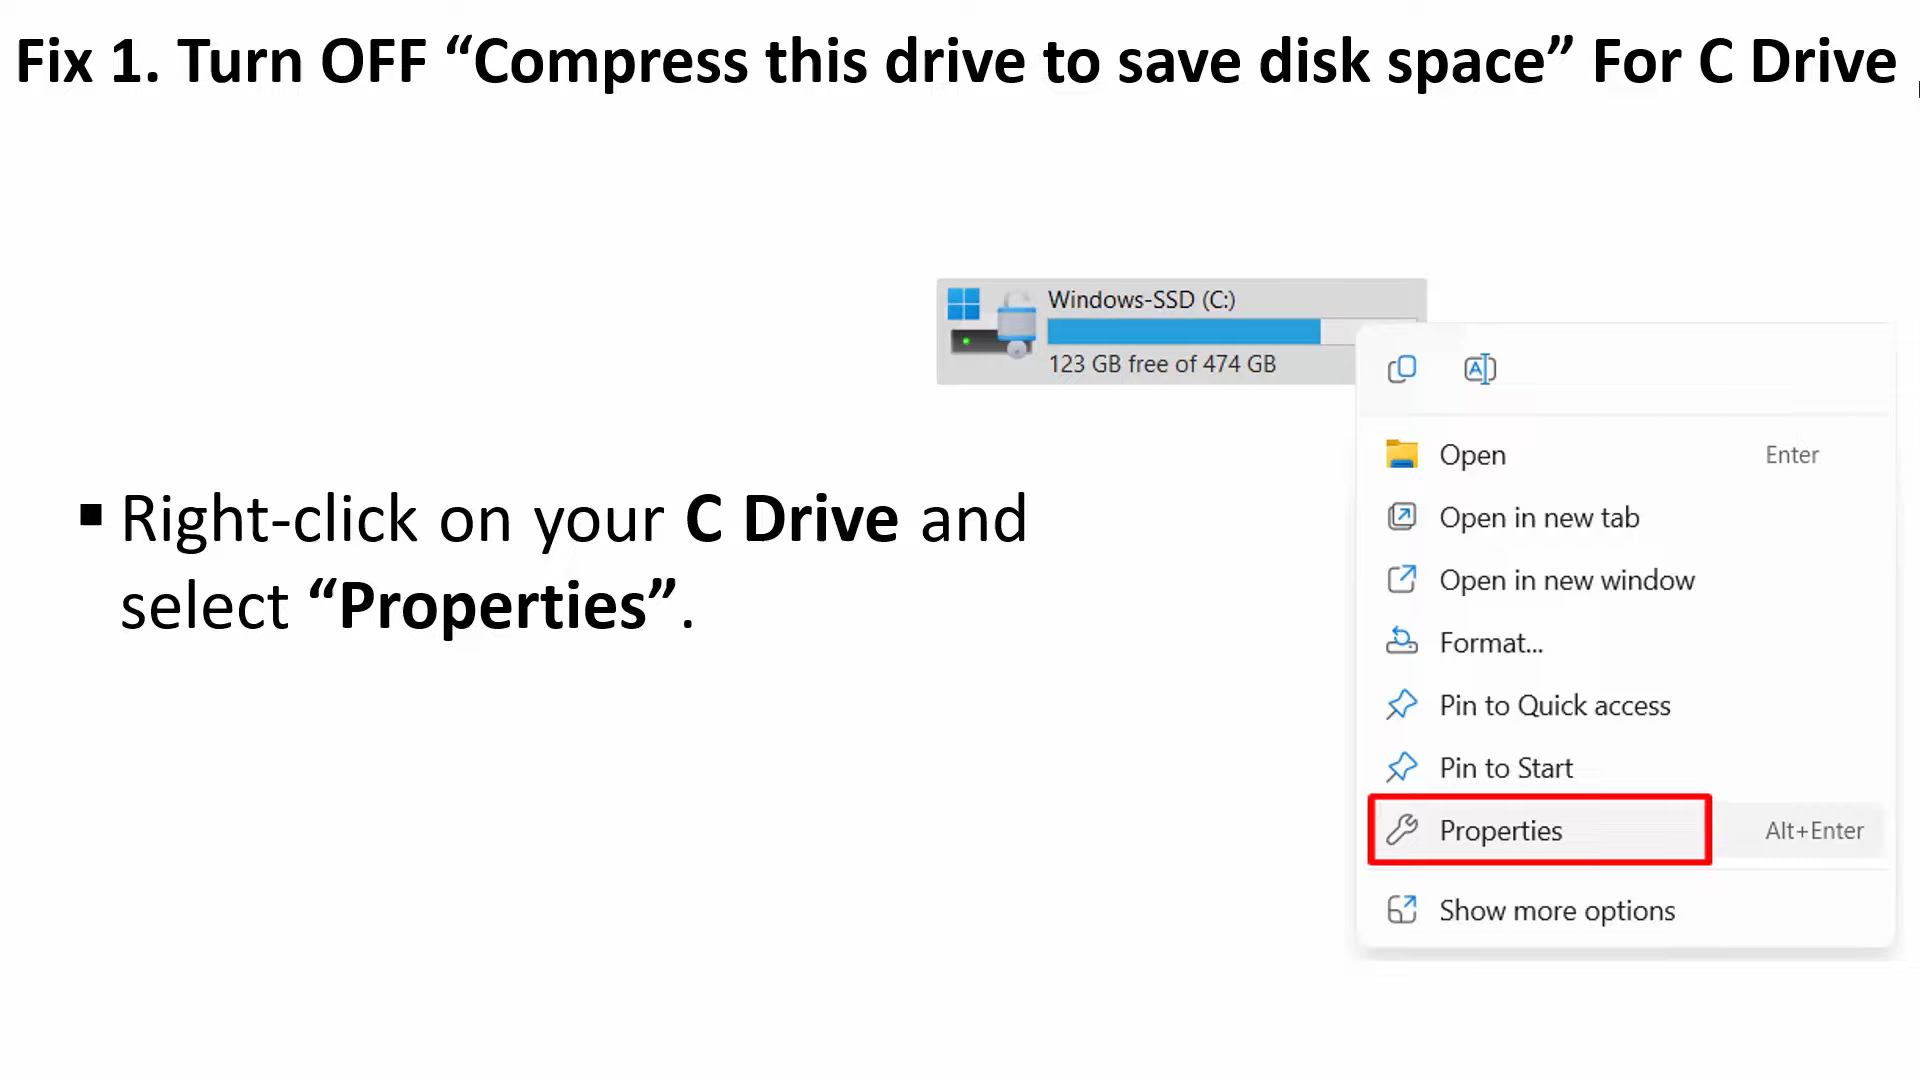 Fix 1. Turn OFF “Compress this drive to save disk space” For C Drive
Windows-SSD (C:)
123 GB free of 474 GB
▪ Right-click on your C Drive and
select “Properties”.
Open Enter
Open in new tab
Open in new window
Format...
Pin to Quick access
Pin to Start
Properties Alt+Enter
Show more options